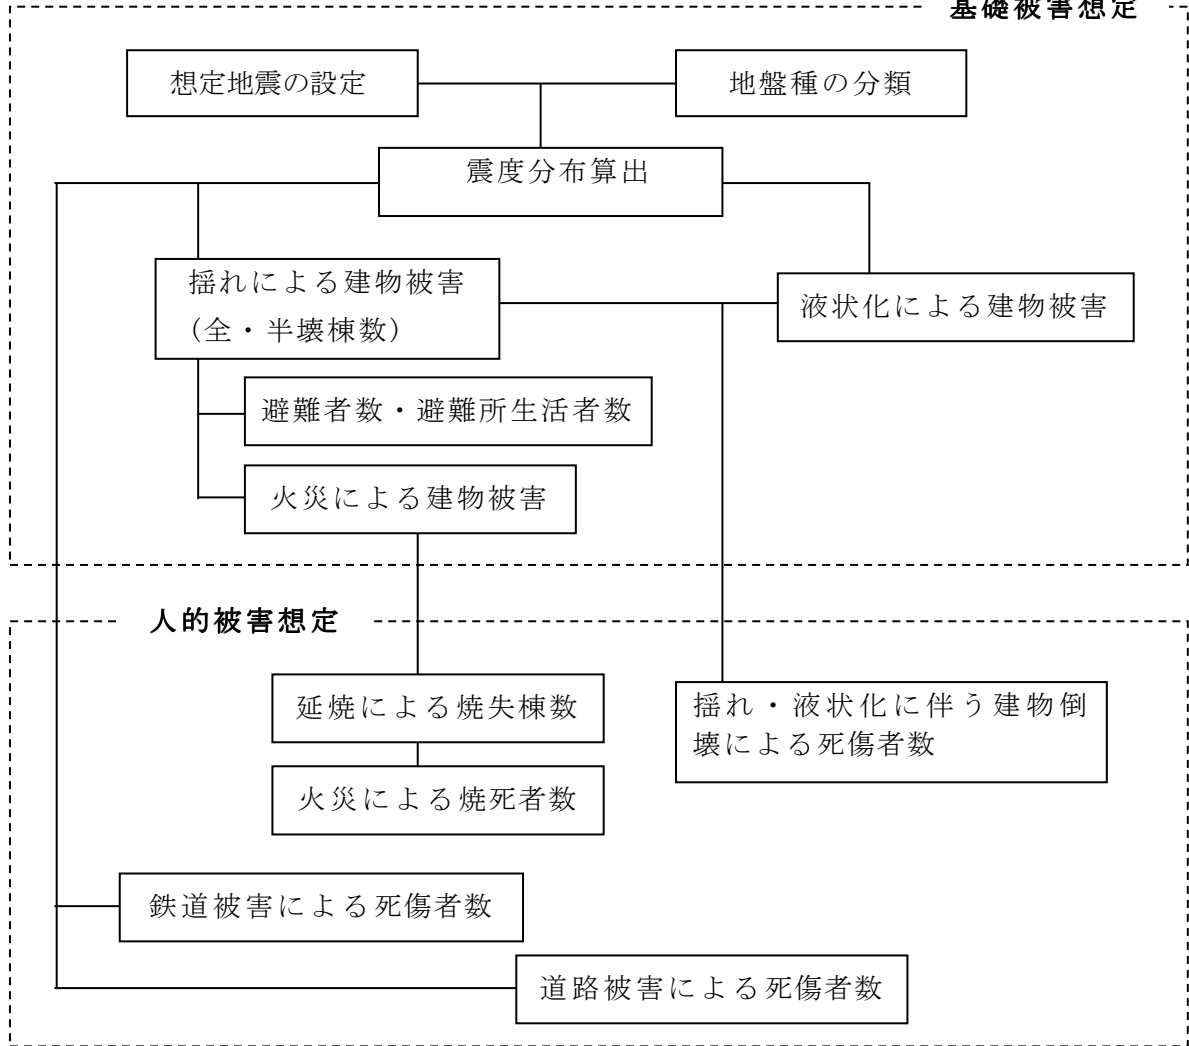 基礎被害想定
想定地震の設定
地盤種の分類
震度分布算出
揺れによる建物被害
(全・半壊棟数)
液状化による建物被害
避難者数・避難所生活者数
火災による建物被害
人的被害想定
延焼による焼失棟数
揺れ・液状化に伴う建物倒
壊による死傷者数
火災による焼死者数
鉄道被害による死傷者数
道路被害による死傷者数